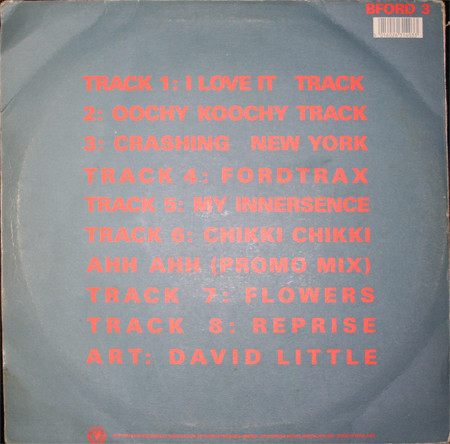 BFORD 3
TRACK 1: I LOVE IT TRACK
2: OOCHY KOOCHY TRACK
3: CRASHING NEW YORK
TRACK 4: FORDTRAX
TRACK 5: MY INNERSENCE
TRACK 6: CHIKKI CHIKKI
AHH AHH (PROMO MIX)
TRACK 7: FLOWERS
TRACK 8: REPRISE
ART: DAVID LITTLE